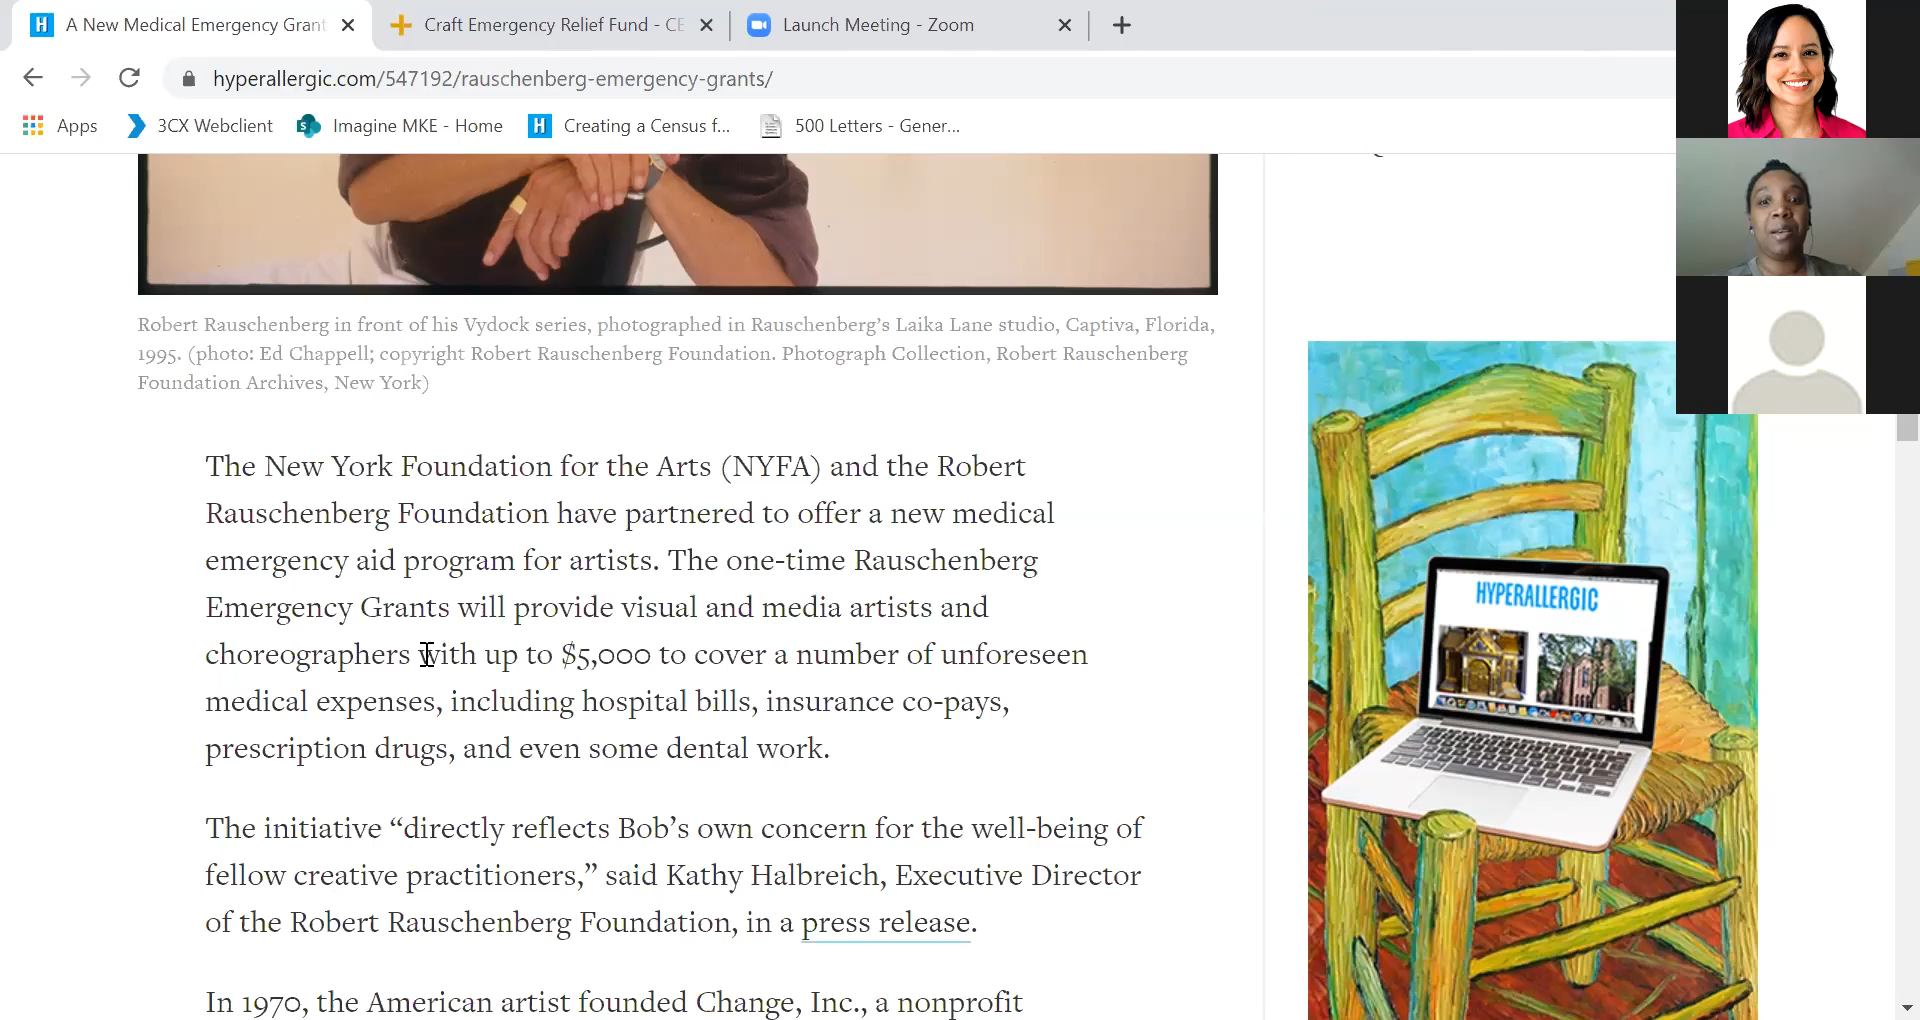 A New Medical Emergency Grant
Craft Emergency Relief Fund - CE
Launch Meeting - Zoom
hyperallergic.com/547192/rauschenberg-emergency-grants/
Apps
3CX Webclient
Imagine MKE - Home
H
Creating a Census f...
500 Letters - Gener...
Robert Rauschenberg in front of his Vydock series, photographed in Rauschenberg’s Laika Lane studio, Captiva, Florida,
1995. (photo: Ed Chappell; copyright Robert Rauschenberg Foundation. Photograph Collection, Robert Rauschenberg
Foundation Archives, New York)
The New York Foundation for the Arts (NYFA) and the Robert
Rauschenberg Foundation have partnered to offer a new medical
emergency aid program for artists. The one-time Rauschenberg
Emergency Grants will provide visual and media artists and
choreographers with up to $5,000 to cover a number of unforeseen
medical expenses, including hospital bills, insurance co-pays,
prescription drugs, and even some dental work.
The initiative “directly reflects Bob’s own concern for the well-being of
fellow creative practitioners,” said Kathy Halbreich, Executive Director
of the Robert Rauschenberg Foundation, in a press release.
In 1970, the American artist founded Change, Inc., a nonprofit
HYPERALLERGIC